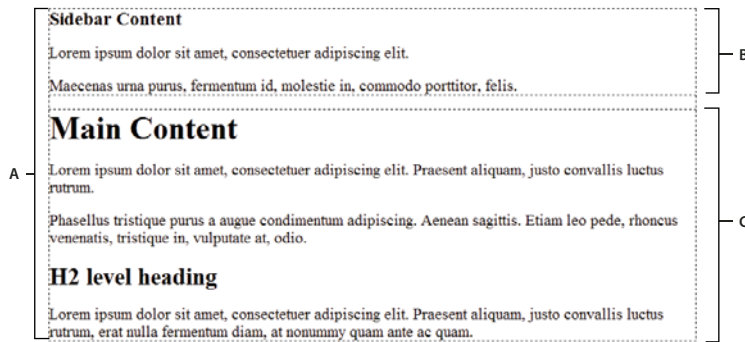 Sidebar Content
Lorem ipsum dolor sit amet, consectetuer adipiscing elit.
B
Maecenas urna purus, fermentum id, molestie in, commodo porttitor, felis.
Main Content
A
Lorem ipsum dolor sit amet, consectetuer adipiscing elit. Praesent aliquam, justo convallis luctus
rutrum.
Phasellus tristique purus a augue condimentum adipiscing. Aenean sagittis. Etiam leo pede, rhoncus
C
venenatis, tristique in, vulputate at, odio.
H2 level heading
Lorem ipsum dolor sit amet, consectetuer adipiscing elit. Praesent aliquam, justo convallis luctus
rutrum, erat nulla fermentum diam, at nonummy quam ante ac quam.